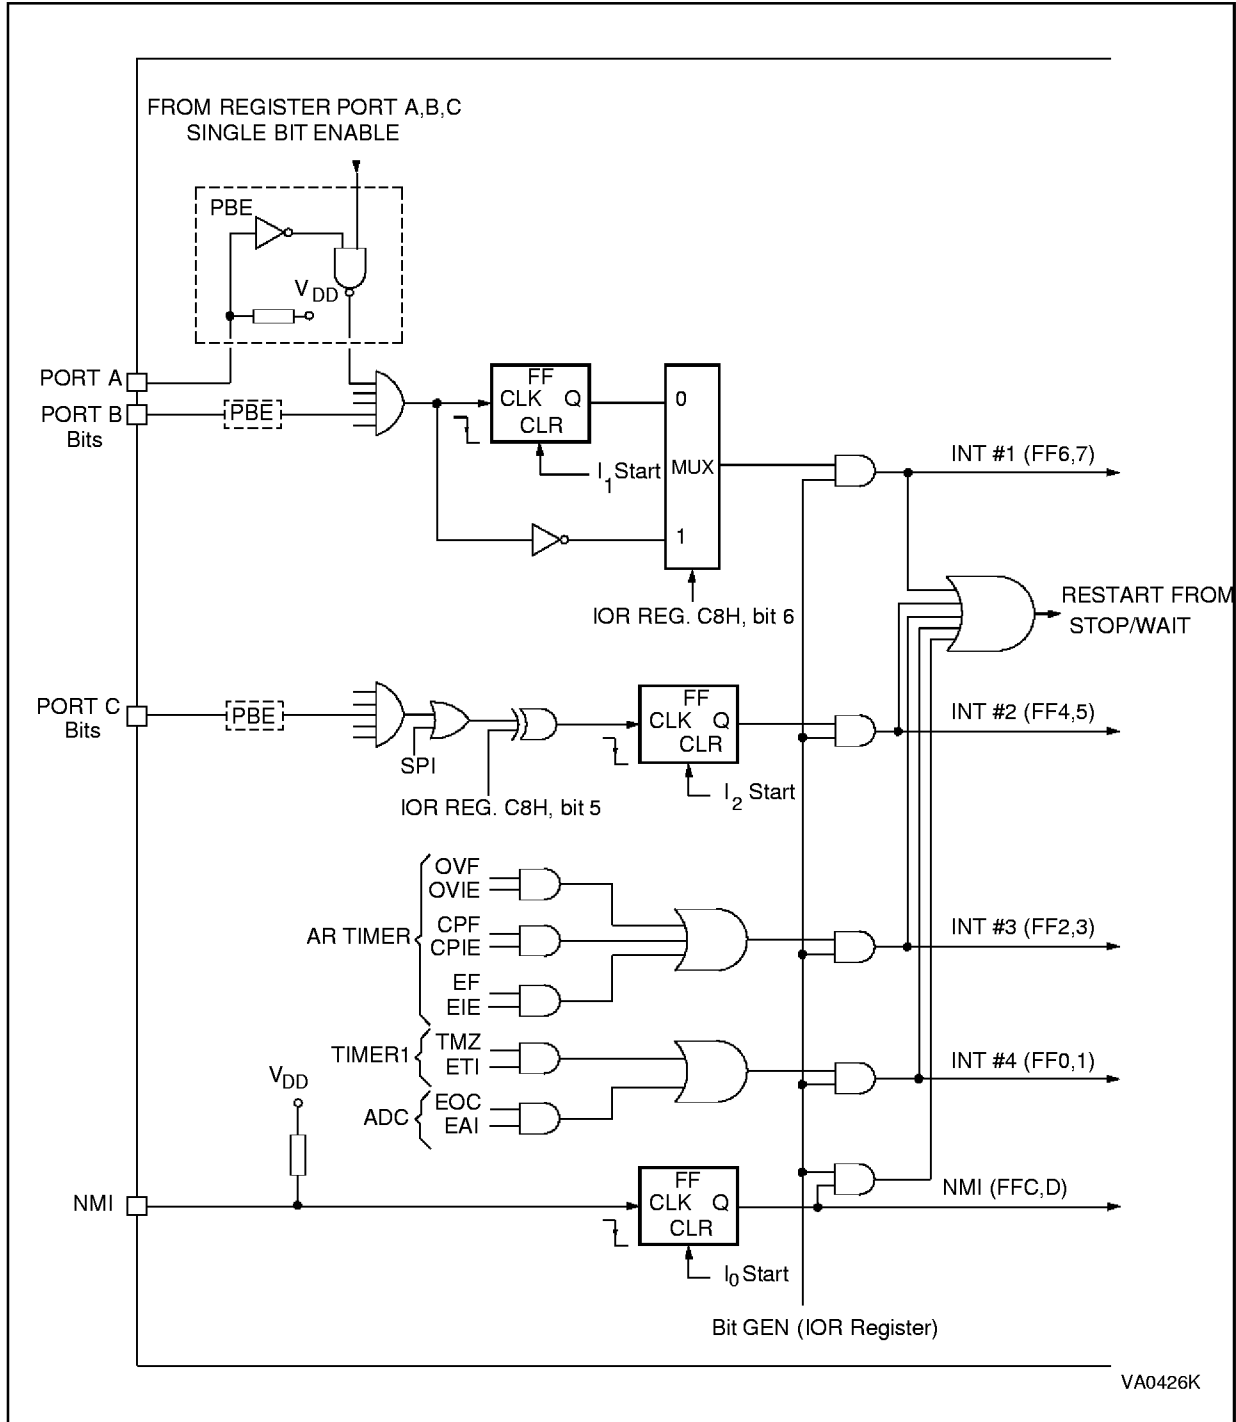 FROM REGISTER PORT A,B,C
SINGLE BIT ENABLE
PBE
VDD
PORT A
PORT B
Bits
PBE
FF
CLK Q
CLR
I1 Start
0
MUX
1
IOR REG. C8H, bit 6
INT #1 (FF6,7)
RESTART FROM
STOP/WAIT
PORT C
Bits
PBE
SPI
IOR REG. C8H, bit 5
FF
CLK Q
CLR
I2 Start
INT #2 (FF4,5)
AR TIMER
OVF
OVIE
CPF
CPIE
EF
EIE
INT #3 (FF2,3)
TIMER1
TMZ
ETI
ADC
EOC
EAI
INT #4 (FF0,1)
VDD
NMI
FF
CLK Q
CLR
I0 Start
NMI (FFC,D)
Bit GEN (IOR Register)
VA0426K